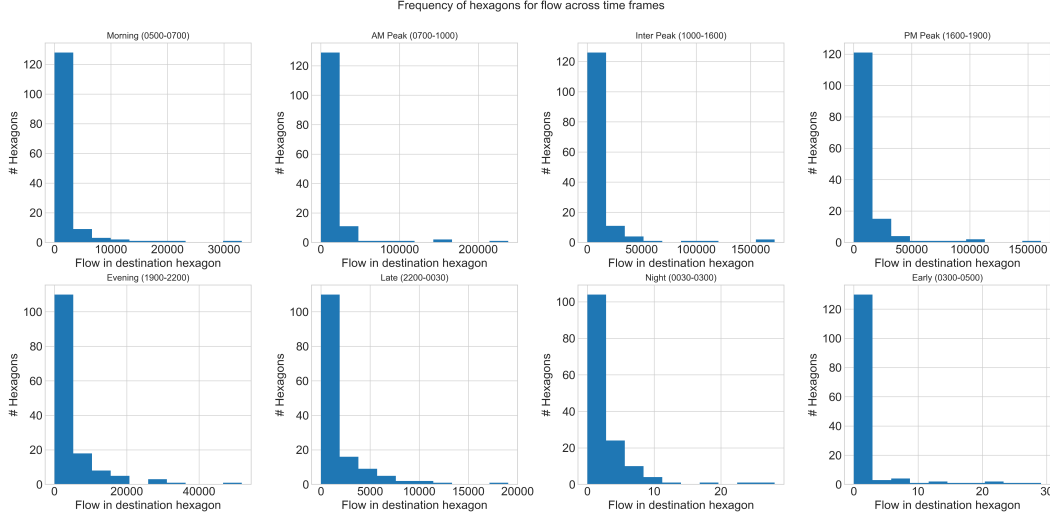 Frequency of hexagons for flow across time frames
Morning (0500-0700)
# Hexagons
120
100
80
60
40
20
0
0 10000 20000 30000
Flow in destination hexagon
AM Peak (0700-1000)
# Hexagons
120
100
80
60
40
20
0
0 100000 200000
Flow in destination hexagon
Inter Peak (1000-1600)
# Hexagons
120
100
80
60
40
20
0
0 50000 100000 150000
Flow in destination hexagon
PM Peak (1600-1900)
# Hexagons
120
100
80
60
40
20
0
0 50000 100000 150000
Flow in destination hexagon
Evening (1900-2200)
# Hexagons
100
80
60
40
20
0
0 20000 40000
Flow in destination hexagon
Late (2200-0030)
# Hexagons
100
80
60
40
20
0
0 5000 10000 15000 20000
Flow in destination hexagon
Night (0030-0300)
# Hexagons
100
80
60
40
20
0
0 10 20
Flow in destination hexagon
Early (0300-0500)
# Hexagons
120
100
80
60
40
20
0
0 10 20
Flow in destination hexagon